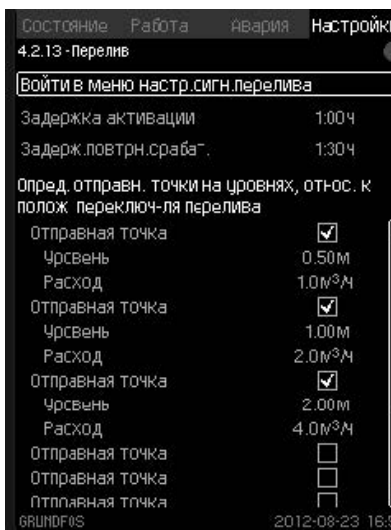 Состояние Работа Авария Настройки
4.2.13 - Перелив
Войти в меню настр.сигн.перелива
Задержка активации 1:00 ч
Задерж.повтрн.срабат. 1:30 ч
Опред. отправн. точки на уровнях, относ. к
полож переключ-ля перелива
Отправная точка
Уровень 0.50м
Расход 1.0м³/ч
Отправная точка
Уровень 1.00м
Расход 2.0м³/ч
Отправная точка
Уровень 2.00м
Расход 4.0м³/ч
Отправная точка
Отправная точка
Отправная точка
GRUNDFOS 2012-08-23